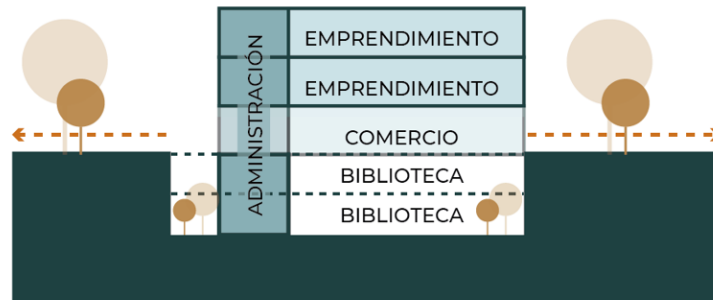 ADMINISTRACIÓN
EMPRENDIMIENTO
EMPRENDIMIENTO
COMERCIO
BIBLIOTECA
BIBLIOTECA